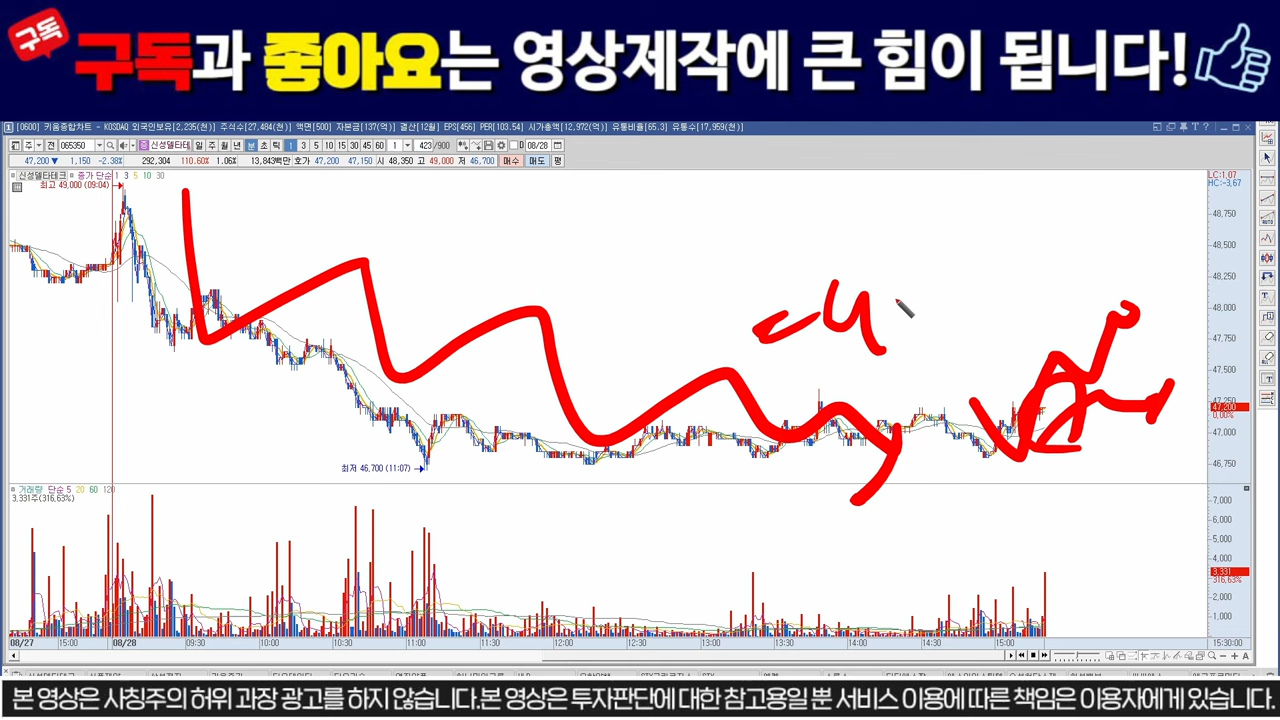 구독
구독과 좋아요는 영상제작에 큰 힘이 됩니다!
1 [0600] 키움종합차트 - KOSDAQ 외국인보유[2,235(천)] 주식수[27,484(천)] 액면[500] 자본금[137(억)] 결산[12월] EPS[456] PER[103.54] 시가총액[12,972(억)] 유통비율[65.3] 유통수[17,959(천)]
주 전 065350 신성델타테 일 주 월 년 분 초 틱 1 3 5 10 15 30 45 60 1 423/900 D 08/28
47,200 ▼ 1,150 -2.38% 292,304 110.60% 1.06% 13,843백만 호가 47,200 47,150 시 48,350 고 49,000 저 46,700 매수 매도 평
신성델타테크 종가 단순 1 3 5 10 30
LC:1,07
HC:-3,67
최고 49,000 (09:04)
48,750
48,500
48,250
48,000
47,750
47,500
47,250
47,200
0.00%
47,000
46,750
최저 46,700 (11:07)
거래량 단순 5 20 60 120
3,331주(316,63%)
7,000
6,000
5,000
4,000
3,331
316,63%
2,000
1,000
08/27 15:00 08/28 09:30 10:00 10:30 11:00 11:30 12:00 12:30 13:00 13:30 14:00 14:30 15:00 15:30:00
본 영상은 사칭주의 허위 과장 광고를 하지 않습니다.본 영상은 투자판단에 대한 참고용일 뿐 서비스 이용에 따른 책임은 이용자에게 있습니다.